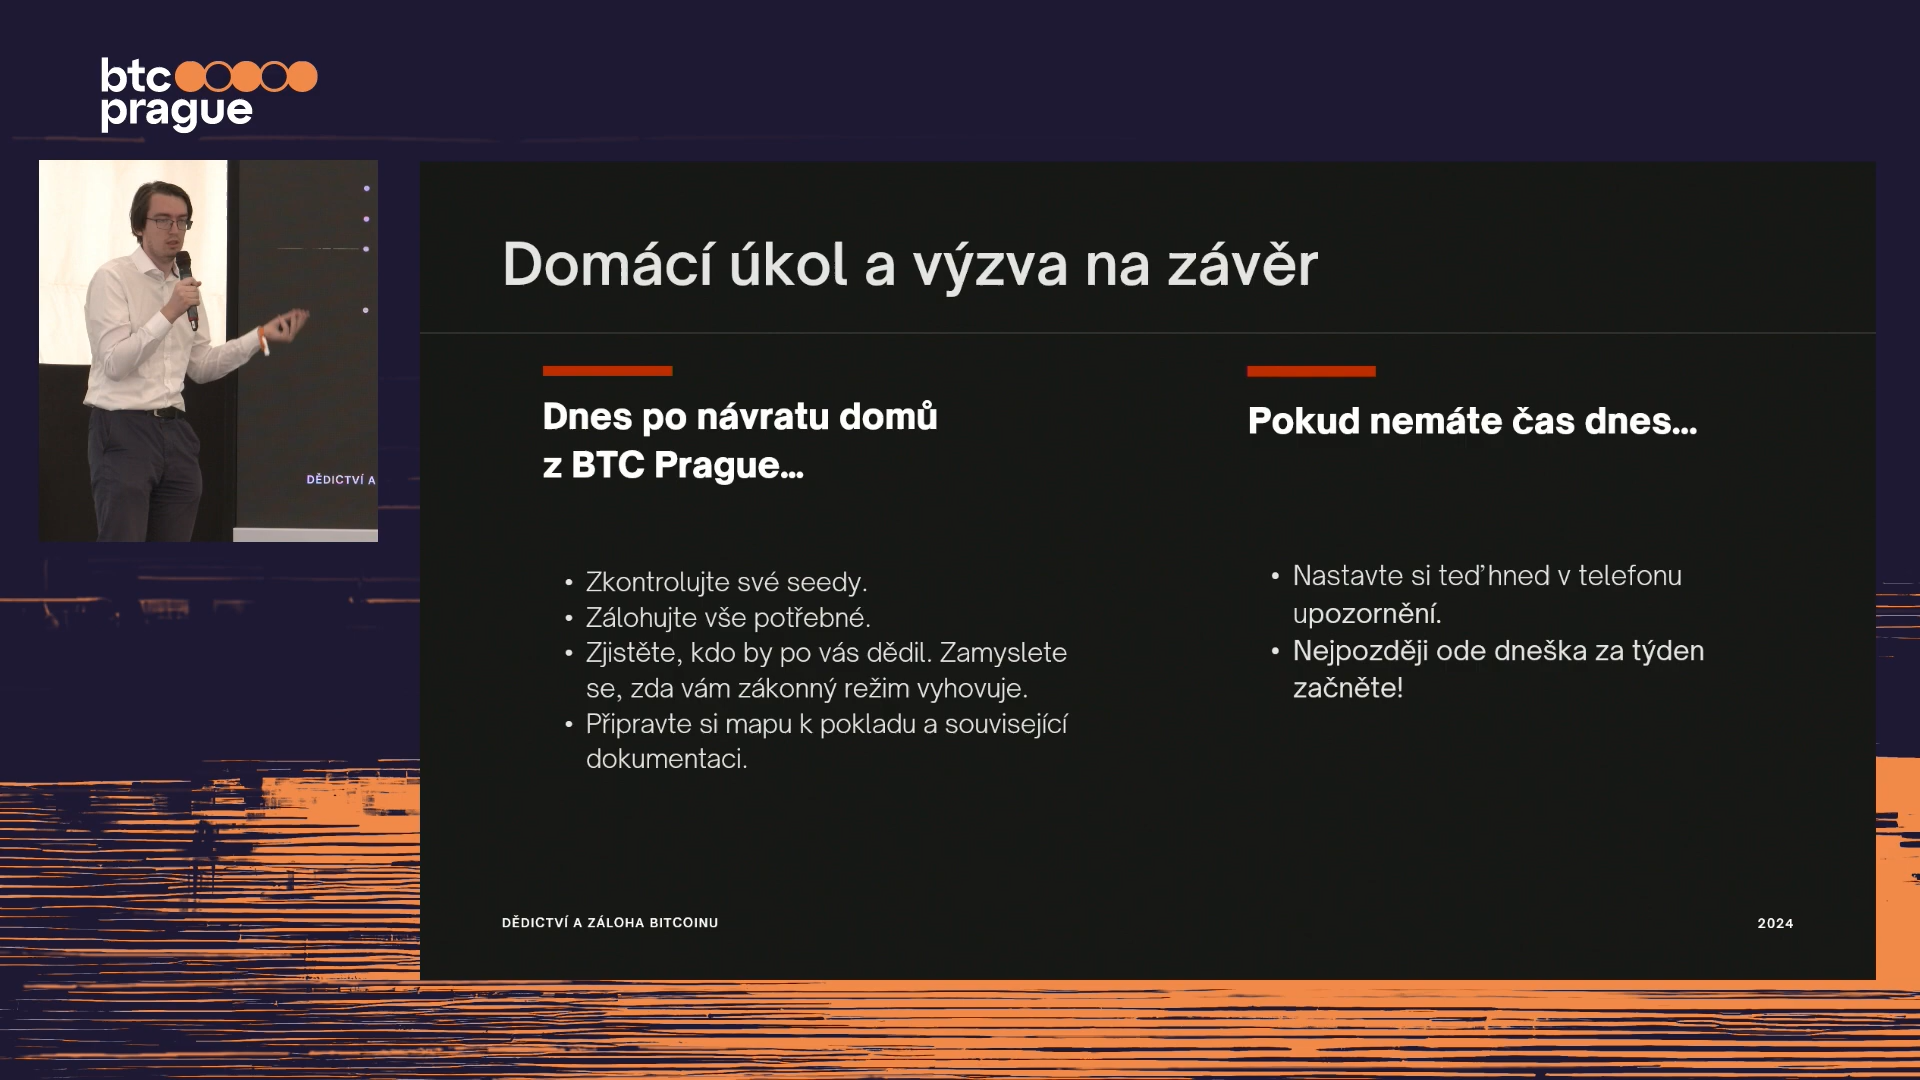 btc
prague
DĚDICTVÍ A
Domácí úkol a výzva na závěr
Dnes po návratu domů
z BTC Prague...
Zkontrolujte své seedy.
Zálohujte vše potřebné.
Zjistěte, kdo by po vás dědil. Zamyslete
se, zda vám zákonný režim vyhovuje.
Připravte si mapu k pokladu a související
dokumentaci.
Pokud nemáte čas dnes...
Nastavte si teď hned v telefonu
upozornění.
Nejpozději ode dneška za týden
začněte!
DĚDICTVÍ A ZÁLOHA BITCOINU
2024